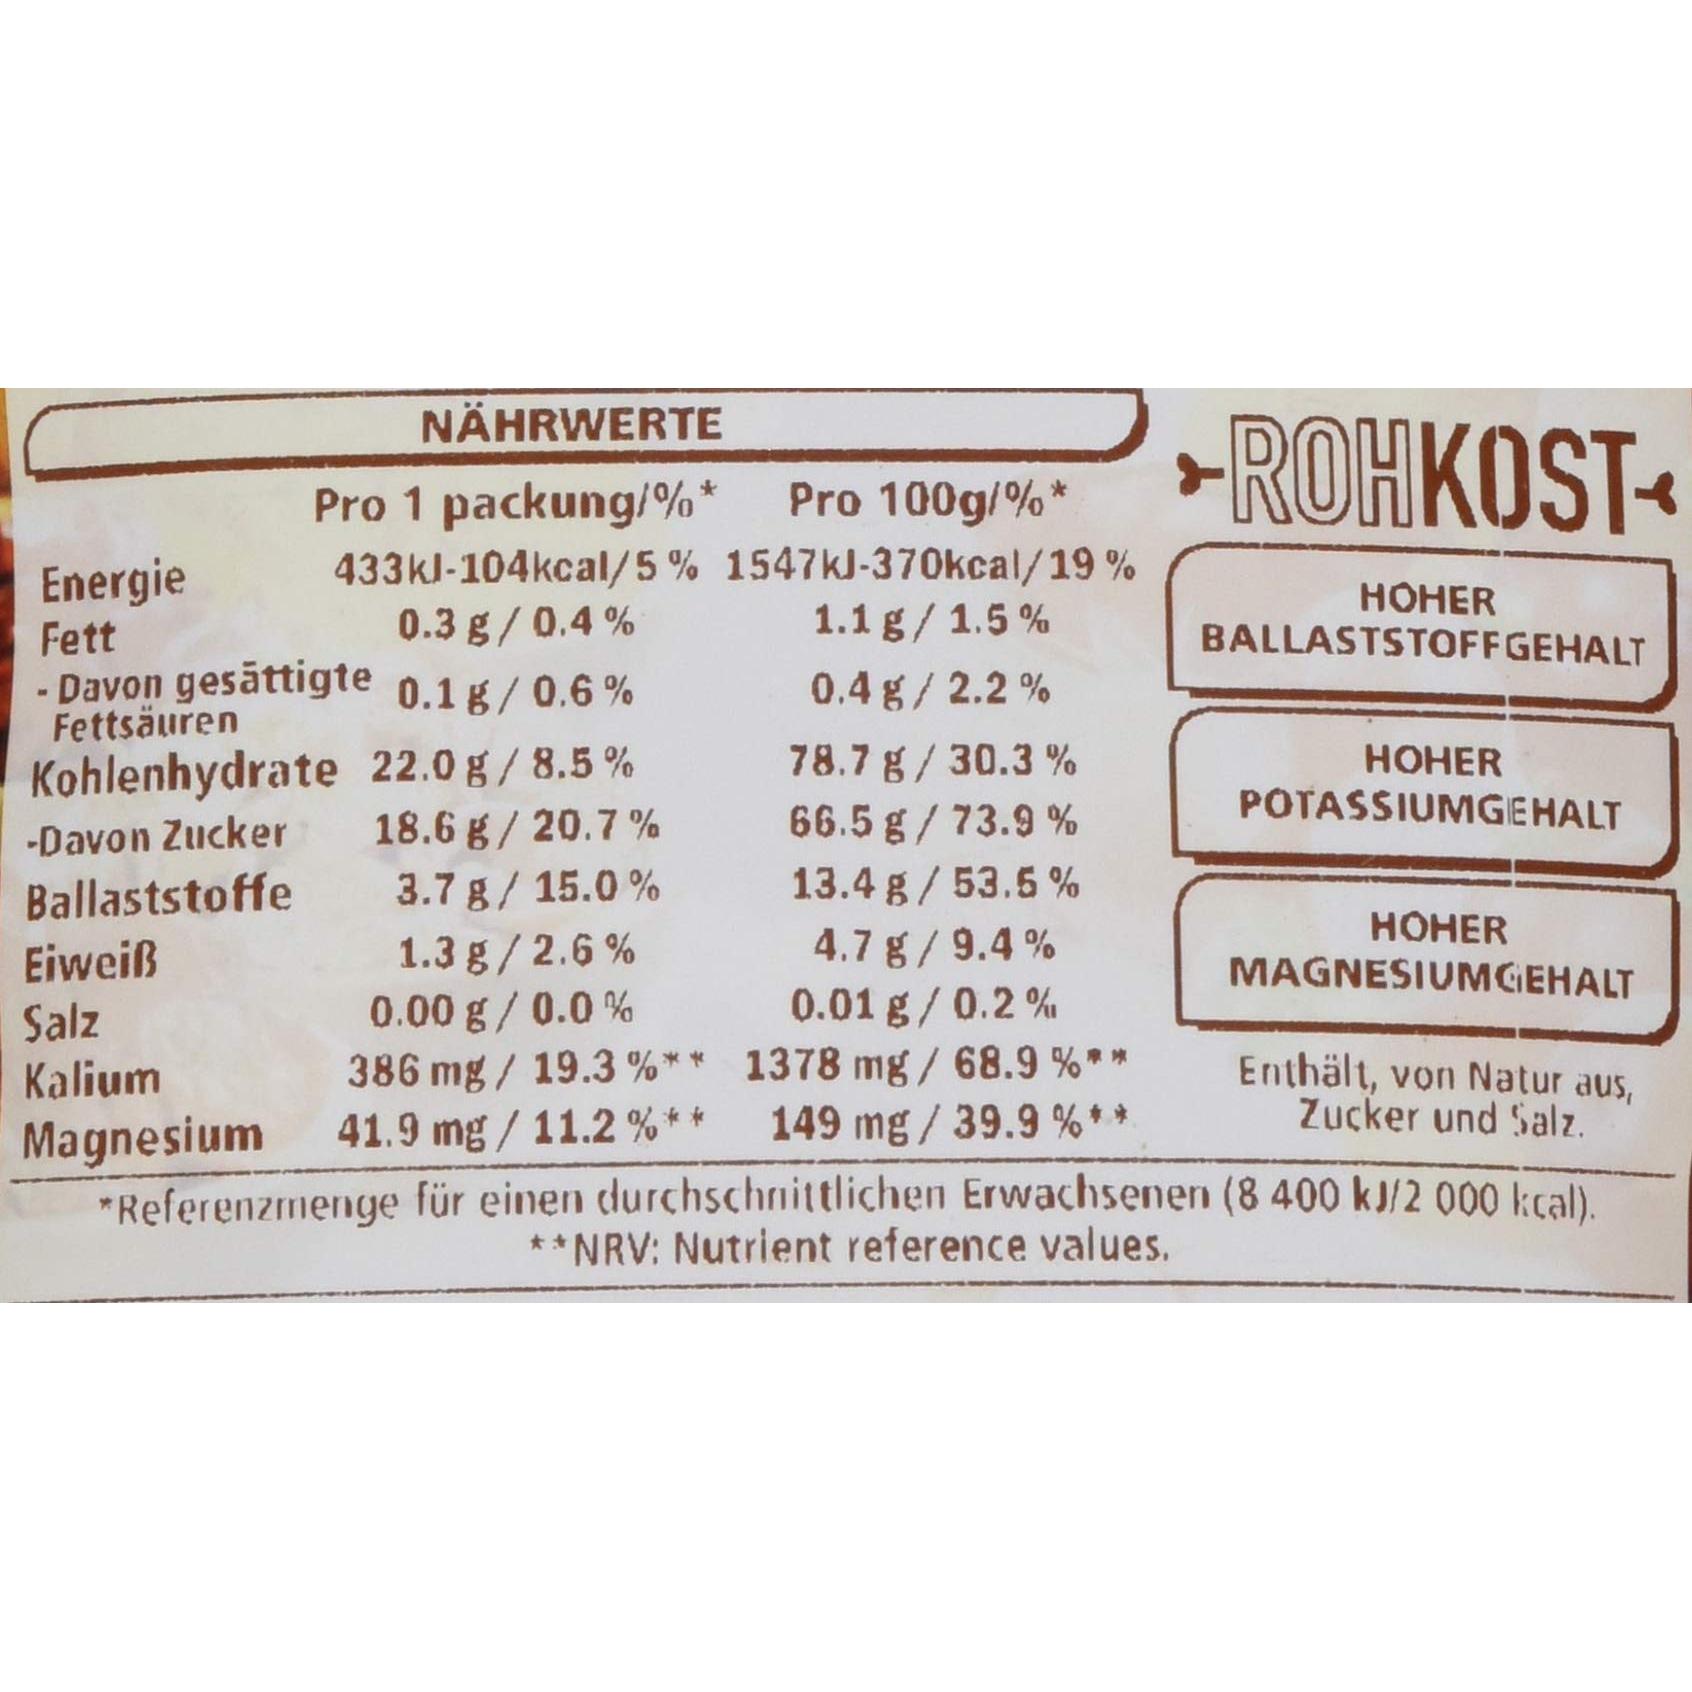 NÄHRWERTE
Pro 1 packung/%* Pro 100g/%*
Energie 433kJ-104kcal/5 % 1547kJ-370kcal/19 %
Fett 0.3 g / 0.4 % 1.1 g / 1.5 %
- Davon gesättigte
Fettsäuren 0.1 g / 0.6 % 0.4 g / 2.2 %
Kohlenhydrate 22.0 g / 8.5 % 78.7 g / 30.3 %
-Davon Zucker 18.6 g / 20.7 % 66.5 g / 73.9 %
Ballaststoffe 3.7 g / 15.0 % 13.4 g / 53.5 %
Eiweiß 1.3 g / 2.6 % 4.7 g / 9.4 %
Salz 0.00 g / 0.0 % 0.01 g / 0.2 %
Kalium 386 mg / 19.3 %** 1378 mg / 68.9 %**
Magnesium 41.9 mg / 11.2 %** 149 mg / 39.9 %**
ROHKOST
HOHER
BALLASTSTOFFGEHALT
HOHER
POTASSIUMGEHALT
HOHER
MAGNESIUMGEHALT
Enthält, von Natur aus,
Zucker und Salz.
*Referenzmenge für einen durchschnittlichen Erwachsenen (8 400 kJ/2 000 kcal).
**NRV: Nutrient reference values.